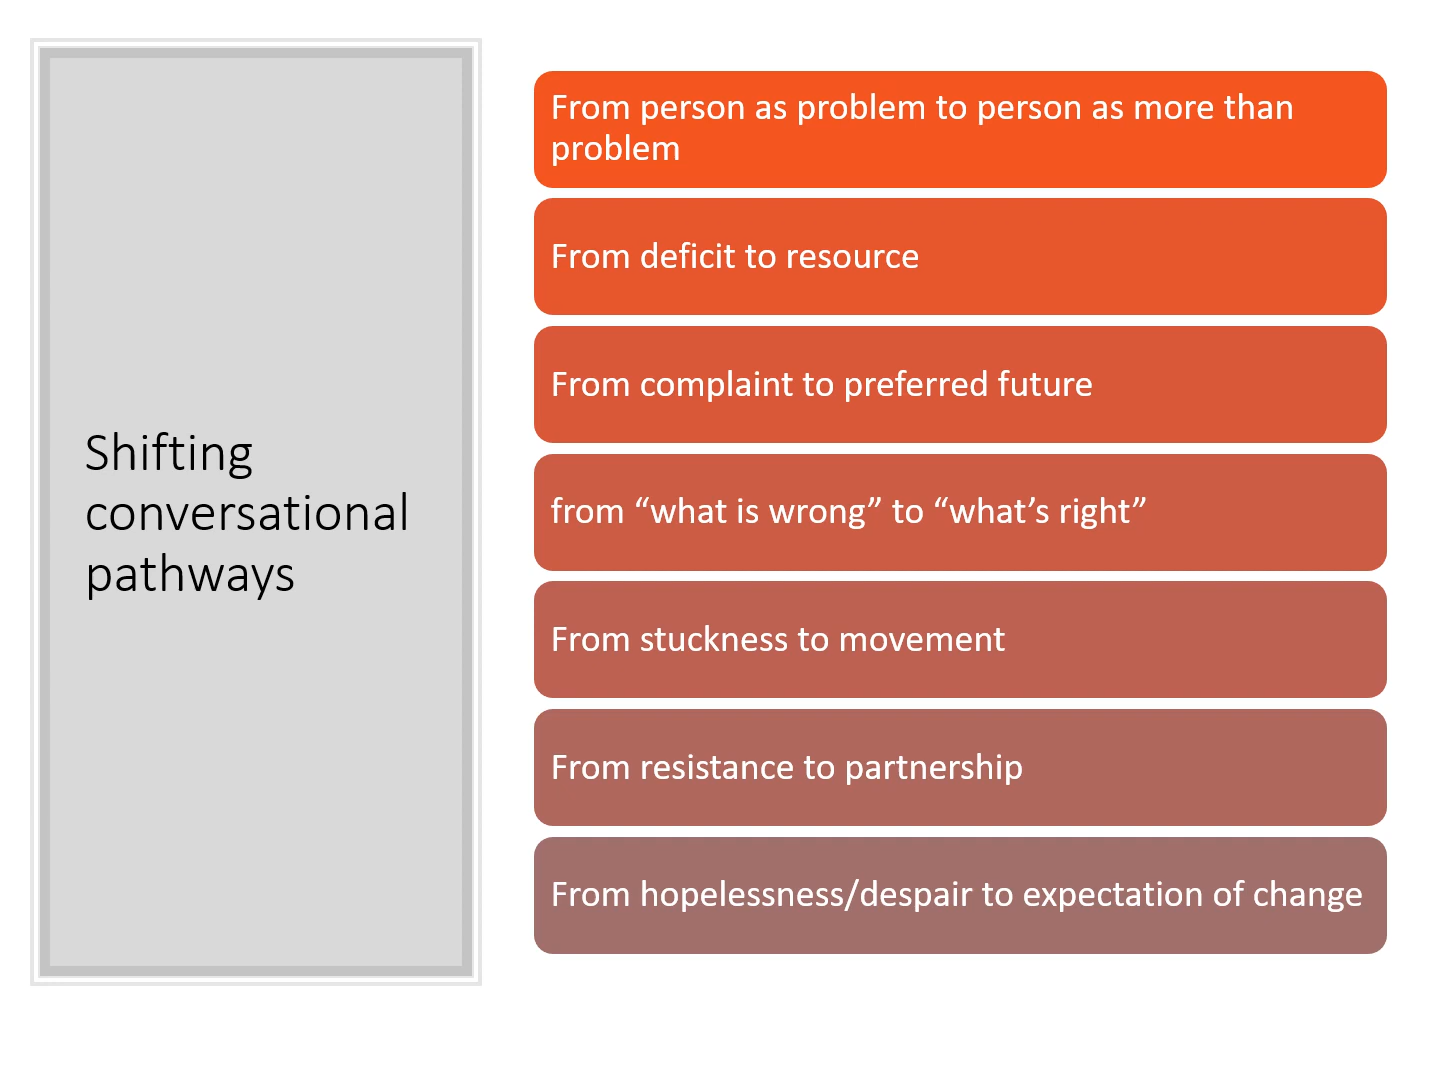 Shifting
conversational
pathways
From person as problem to person as more than
problem
From deficit to resource
From complaint to preferred future
from “what is wrong” to “what’s right”
From stuckness to movement
From resistance to partnership
From hopelessness/despair to expectation of change